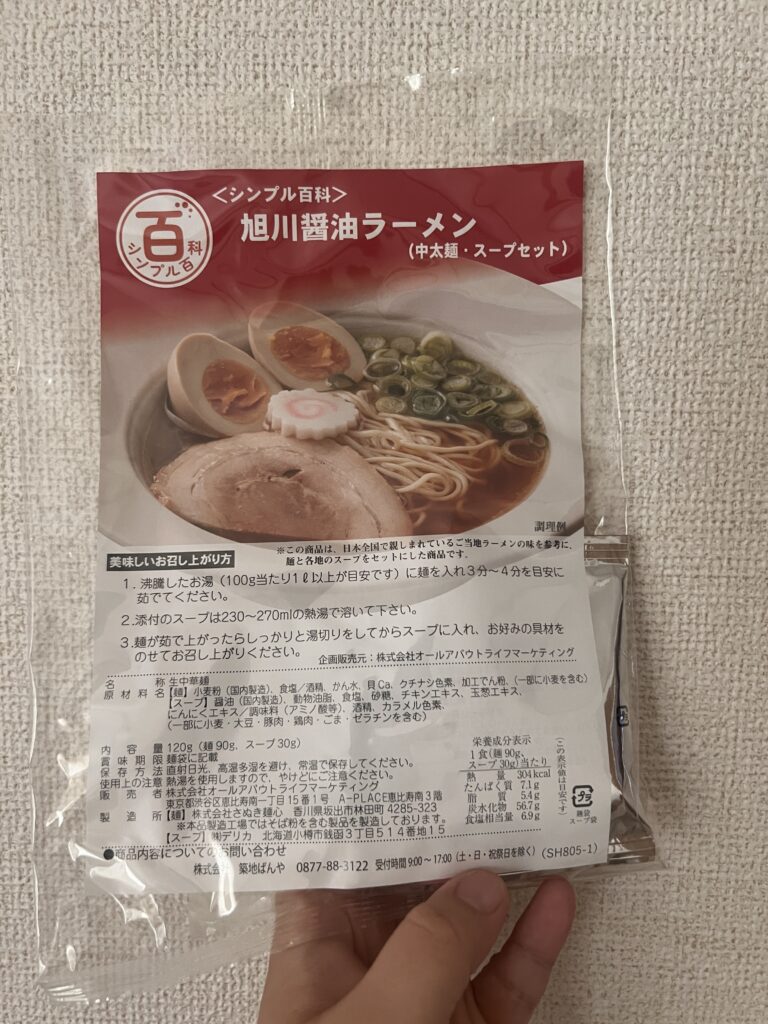 百
シンプル百科
<シンプル百科>
旭川醤油ラーメン
(中太麺・スープセット)
調理例
※この商品は、日本全国で親しまれているご当地ラーメンの味を参考に、
麺と各地のスープをセットにした商品です。
美味しいお召し上がり方
1. 沸騰したお湯(100g当たり1ℓ以上が目安です)に麺を入れ3分～4分を目安に
茹でてください。
2.添付のスープは230～270mlの熱湯で溶いて下さい。
3.麺が茹で上がったらしっかりと湯切りをしてからスープに入れ、お好みの具材を
のせてお召し上がりください。
企画販売元:株式会社オールアバウトライフマーケティング
名称 生中華麺
原材料名 【麺】小麦粉(国内製造)、食塩/酒精、かん水、貝Ca、クチナシ色素、加工でん粉、(一部に小麦を含む)
【スープ】醤油(国内製造)、動物油脂、食塩、砂糖、チキンエキス、玉葱エキス、
にんにくエキス/調味料(アミノ酸等)、酒精、カラメル色素、
(一部に小麦・大豆・豚肉・鶏肉・ごま・ゼラチンを含む)
内容量 120g(麺90g、スープ30g)
賞味期限 麺袋に記載
保存方法 直射日光、高温多湿を避け、常温で保存してください。
使用上の注意 熱湯を使用しますので、やけどにご注意ください。
販売者 株式会社オールアバウトライフマーケティング
東京都渋谷区恵比寿南一丁目15番1号 A-PLACE恵比寿南3階
製造所 【麺】株式会社さぬき麺心 香川県坂出市林田町4285-323
※本品製造工場ではそば粉を含む製品を製造しております。
【スープ】㈱デリカ 北海道小樽市銭函3丁目514番地15
栄養成分表示
1食(麺90g、
スープ30g)当たり
熱量 304kcal
たんぱく質 7.1g
脂質 5.4g
炭水化物 56.7g
食塩相当量 6.9g
(この表示値は目安です)
プラ
麺袋
スープ袋
●商品内容についてのお問い合わせ
株式会社 築地ばんや 0877-88-3122 受付時間9:00～17:00(土・日・祝祭日を除く) (SH805-1)